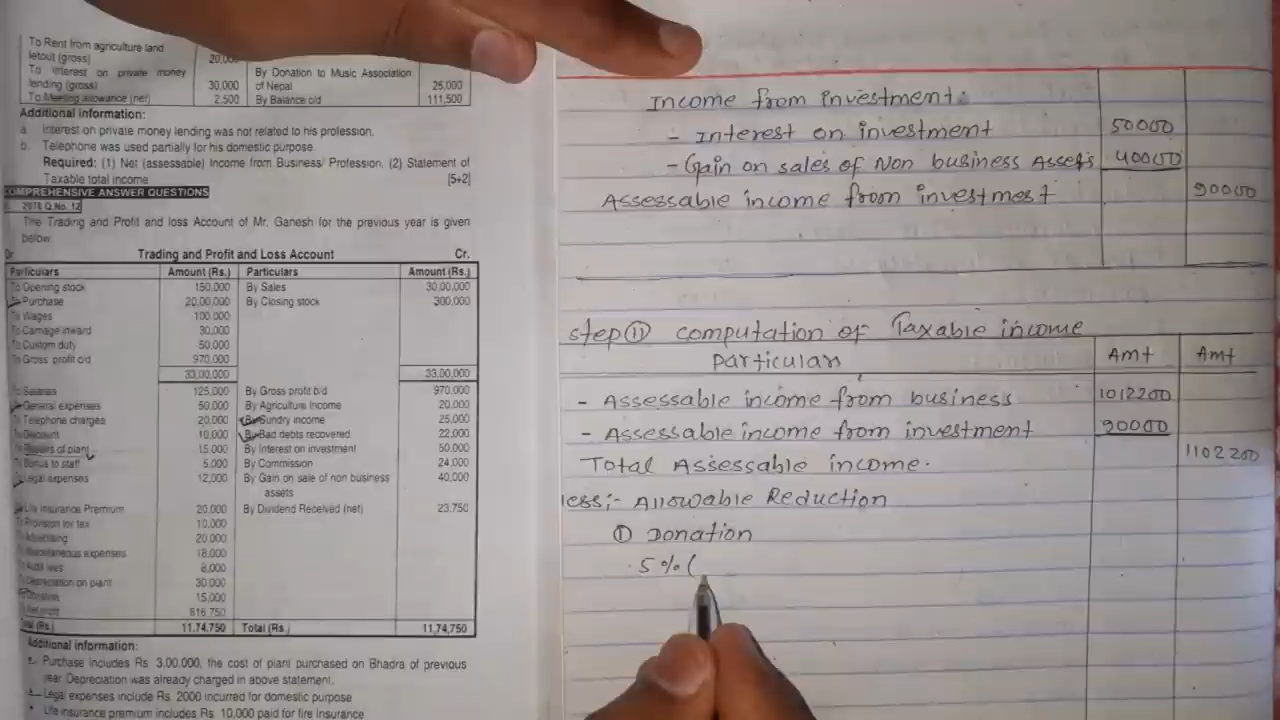 To Rent from agriculture land
letout (gross)
To Interest on private money By Donation to Music Association
lending (gross) 30,000 of Nepal 25,000
To Meeting allowance (net) 2,500 By Balance c/d 111,500
Additional information:
a. Interest on private money lending was not related to his profession.
b. Telephone was used partially for his domestic purpose.
Required: (1) Net (assessable) Income from Business/ Profession, (2) Statement of
Taxable total income [5+2]
COMPREHENSIVE ANSWER QUESTIONS
2076 Q.No. 12
The Trading and Profit and loss Account of Mr. Ganesh for the previous year is given
below
Dr Trading and Profit and Loss Account Cr.
Particulars Amount (Rs.) Particulars Amount (Rs.)
To Opening stock 150,000 By Sales 30,00,000
To Purchase 20,00,000 By Closing stock 300,000
To Wages 100,000
To Carriage inward 30,000
To Custom duty 50,000
To Gross profit c/d 970,000
33,00,000 33,00,000
To Salaries 125,000 By Gross profit b/d 970,000
To General expenses 50,000 By Agriculture Income 20,000
To Telephone charges 20,000 By Sundry income 25,000
To Discount 10,000 By Bad debts recovered 22,000
To Repairs of plant 15,000 By Interest on investment 50,000
To Bonus to staff 5,000 By Commission 24,000
To Legal expenses 12,000 By Gain on sale of non business 40,000
assets
To Life Insurance Premium 20,000 By Dividend Received (net) 23,750
To Provision for tax 10,000
To Advertising 20,000
To Miscellaneous expenses 18,000
To Audit fees 8,000
To Depreciation on plant 30,000
To Donation 15,000
To Net profit 816,750
Total (Rs.) 11,74,750 Total (Rs.) 11,74,750
Additional information:
Purchase includes Rs. 3,00,000, the cost of plant purchased on Bhadra of previous
year. Depreciation was already charged in above statement.
Legal expenses include Rs. 2000 incurred for domestic purpose
Life insurance premium includes Rs. 10,000 paid for fire insurance
Income from investment:
- Interest on investment 50000
- Gain on sales of Non business Assets 40000
Assessable income from investmest 90000
step ⑪ computation of Taxable income
Particulars Amt Amt
- Assessable income from business 1012200
- Assessable income from investment 90000
Total Assessable income. 1102200
less;- Allowable Reduction
① Donation
5%(